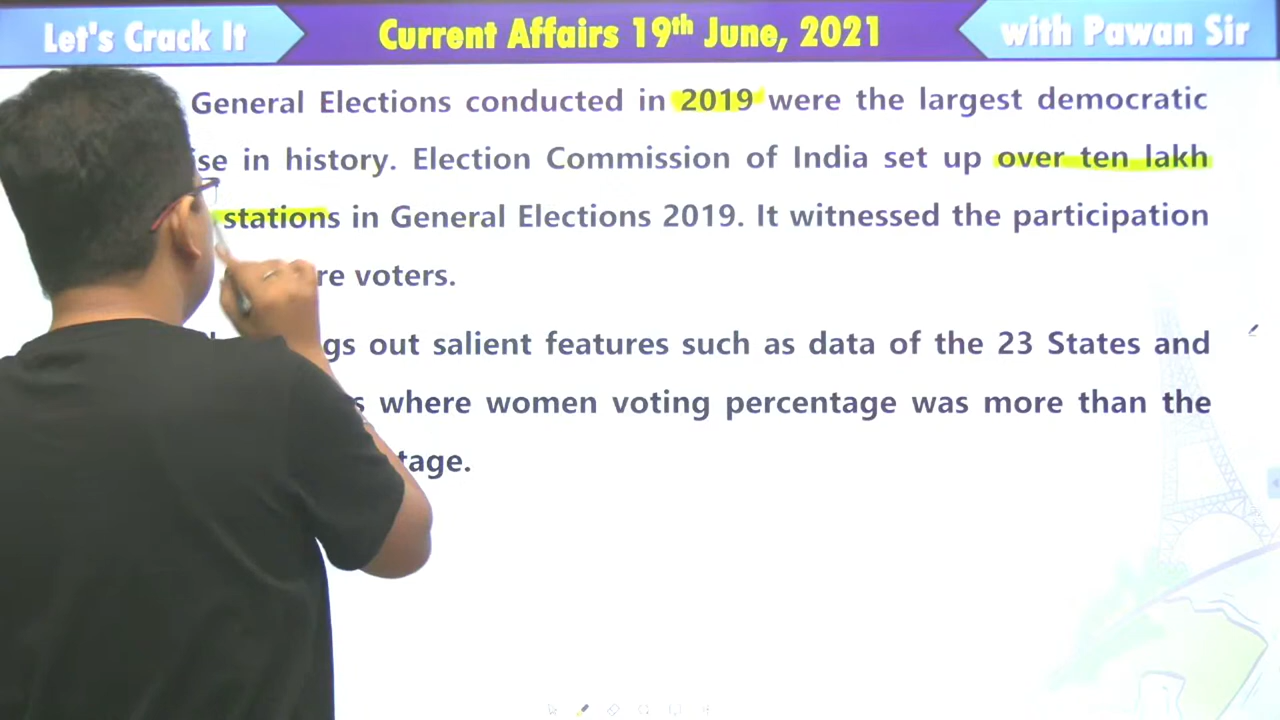 Let's Crack It
Current Affairs 19th June, 2021
with Pawan Sir
General Elections conducted in 2019 were the largest democratic
se in history. Election Commission of India set up over ten lakh
stations in General Elections 2019. It witnessed the participation
re voters.
gs out salient features such as data of the 23 States and
s where women voting percentage was more than the
tage.